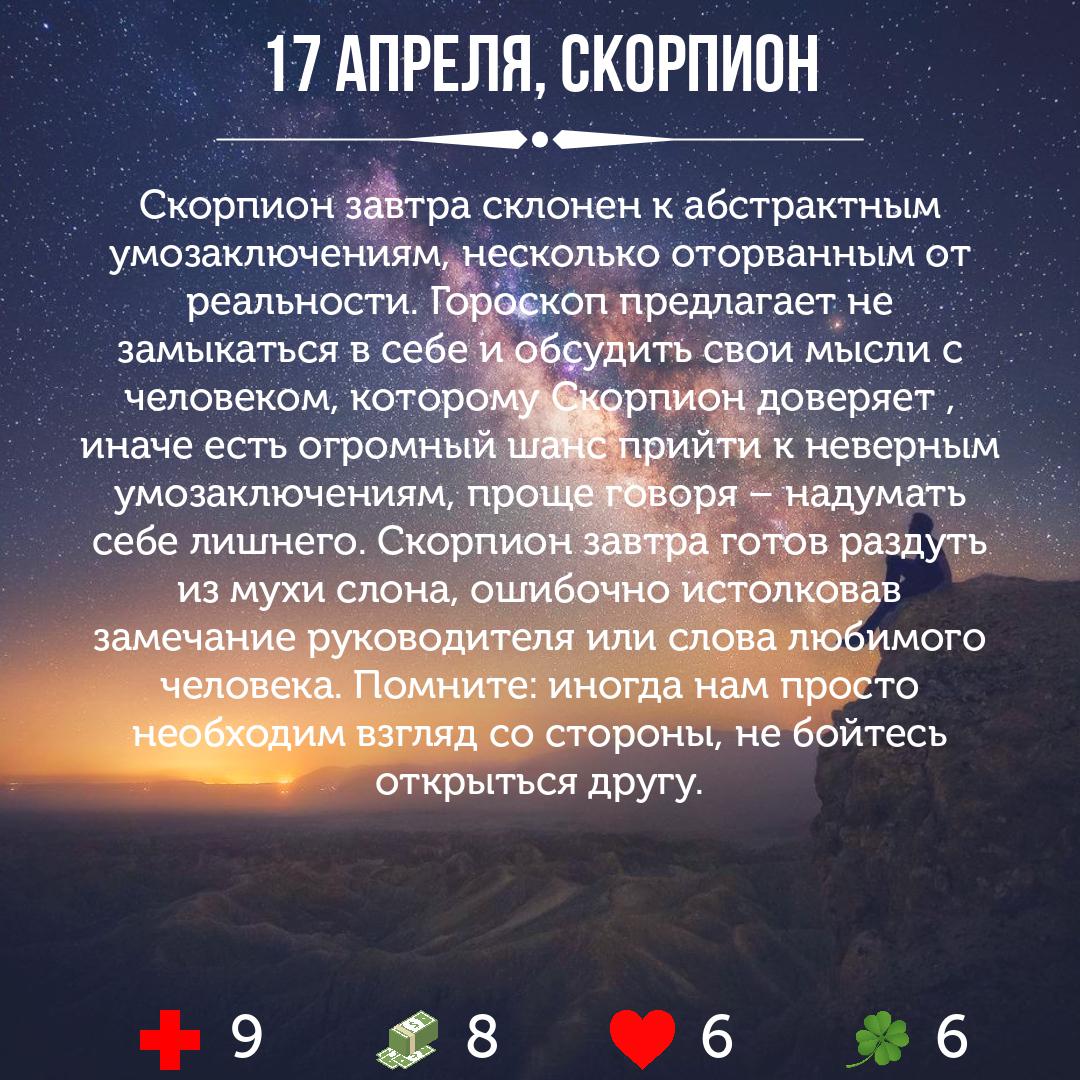 17 АПРЕЛЯ, СКОРПИОН
Скорпион завтра склонен к абстрактным
умозаключениям, несколько оторванным от
реальности. Гороскоп предлагает не
замыкаться в себе и обсудить свои мысли с
человеком, которому Скорпион доверяет ,
иначе есть огромный шанс прийти к неверным
умозаключениям, проще говоря – надумать
себе лишнего. Скорпион завтра готов раздуть
из мухи слона, ошибочно истолковав
замечание руководителя или слова любимого
человека. Помните: иногда нам просто
необходим взгляд со стороны, не бойтесь
открыться другу.
9 8 6 6